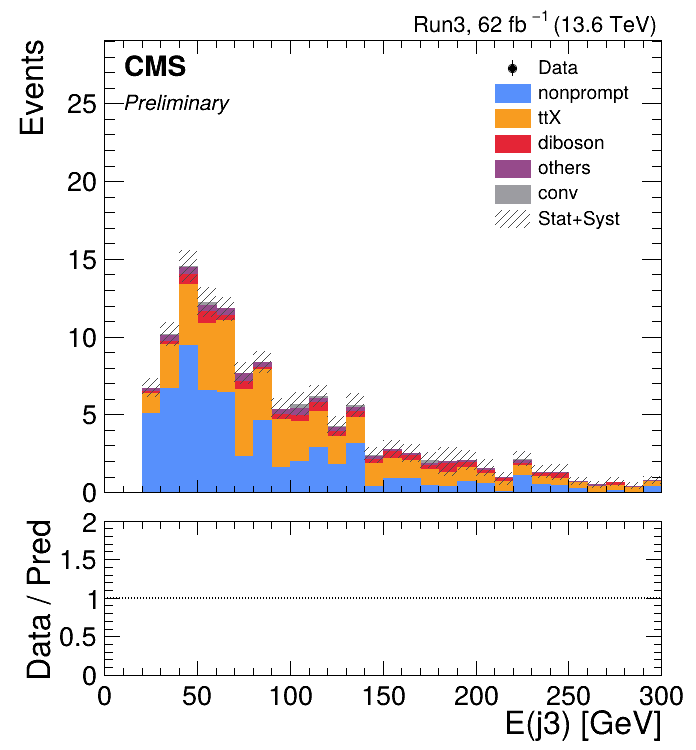 Run3, 62 fb⁻¹ (13.6 TeV)
CMS
Preliminary
Events
Data
nonprompt
ttX
diboson
others
conv
Stat+Syst
25
20
15
10
5
0
Data / Pred
2
1.5
1
0.5
0
0 50 100 150 200 250 300
E(j3) [GeV]